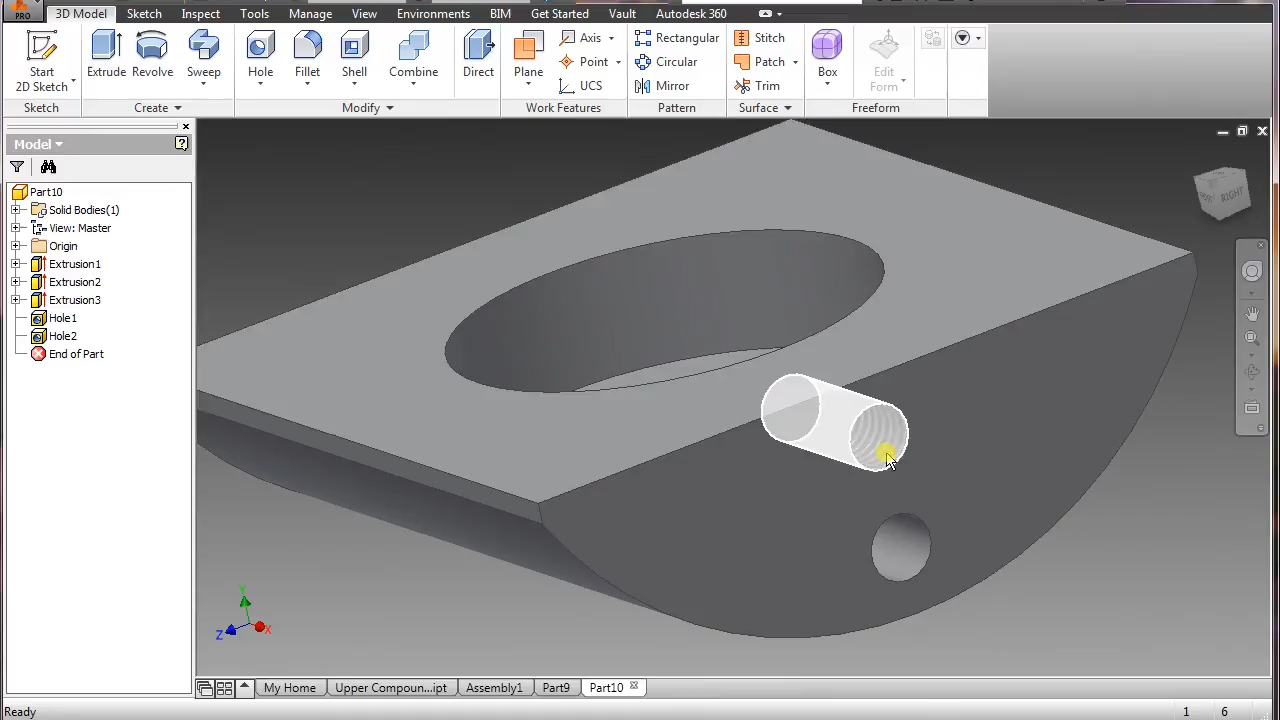 PRO
3D Model Sketch Inspect Tools Manage View Environments BIM Get Started Vault Autodesk 360
Start
2D Sketch
Extrude Revolve Sweep
Hole Fillet Shell Combine
Direct
Plane
Axis
Point
UCS
Rectangular
Circular
Mirror
Stitch
Patch
Trim
Box
Edit
Form
Sketch Create Modify Work Features Pattern Surface Freeform
Model
Part10
Solid Bodies(1)
View: Master
Origin
Extrusion1
Extrusion2
Extrusion3
Hole1
Hole2
End of Part
RIGHT
Y
Z
X
My Home Upper Compoun...ipt Assembly1 Part9 Part10
Ready 1 6